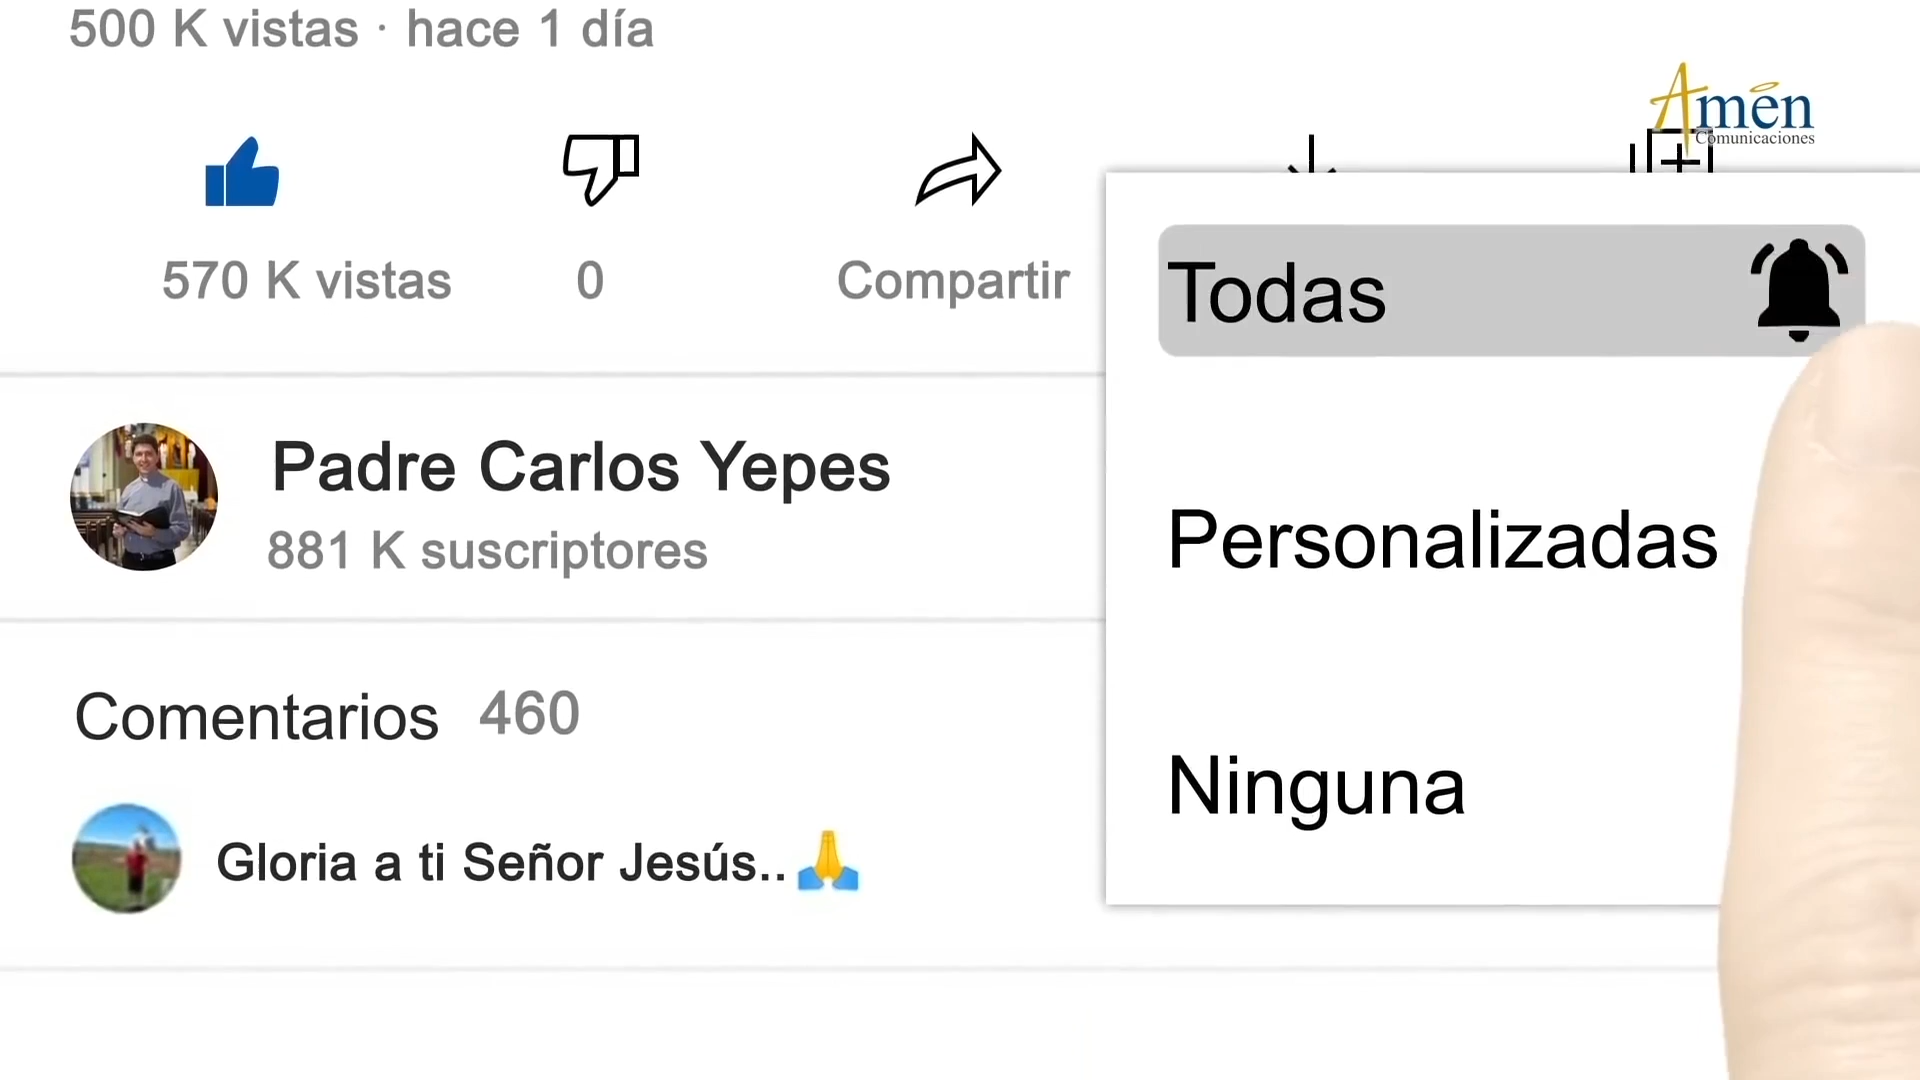 500 K vistas · hace 1 día
Amén
Comunicaciones
570 K vistas
0
Compartir
Todas
Padre Carlos Yepes
881 K suscriptores
Personalizadas
Comentarios 460
Ninguna
Gloria a ti Señor Jesús..🙏